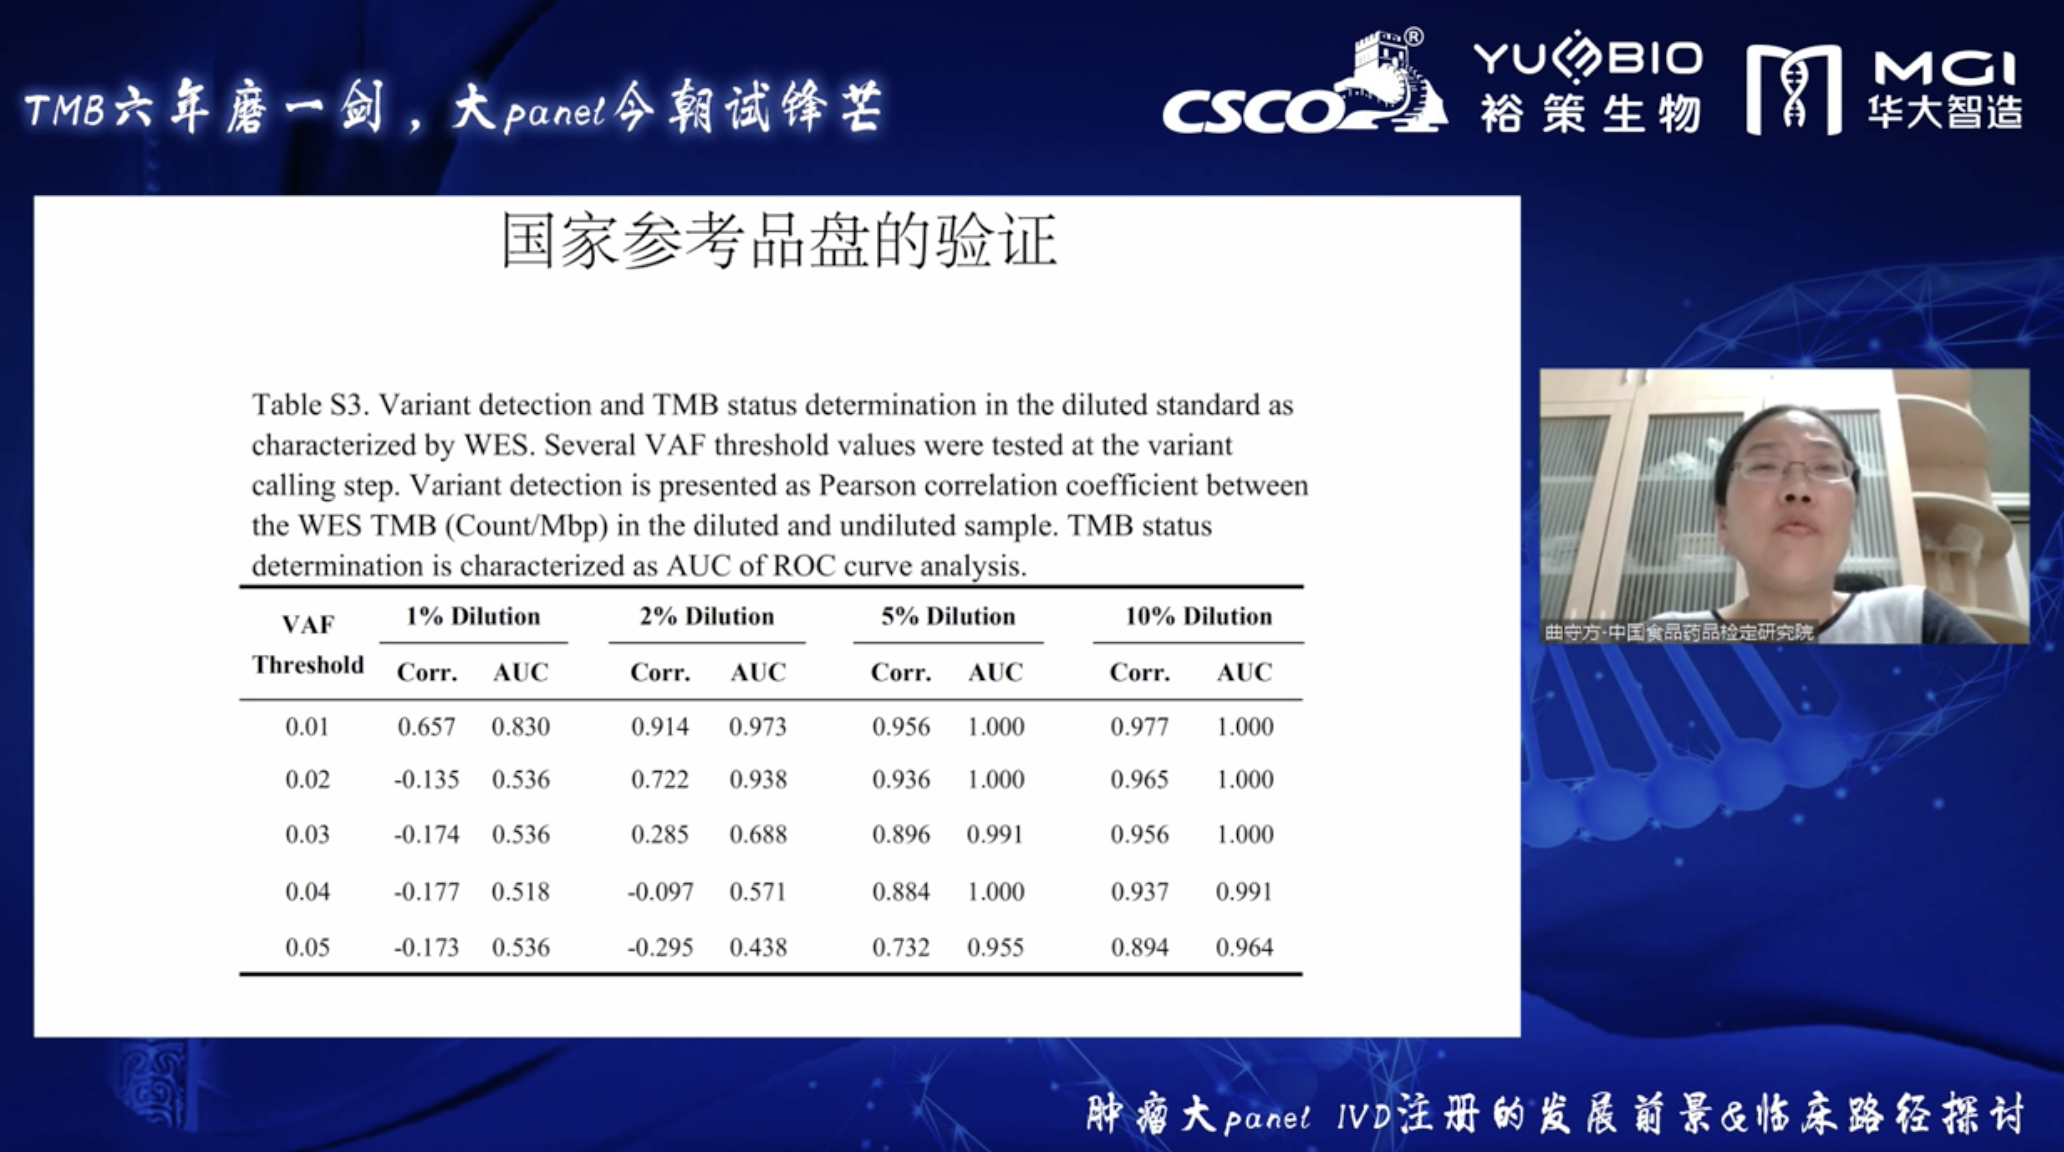 TMB六年磨一剑，大panel今朝试锋芒
CSCO®
YUCEBIO
裕策生物
MGI
华大智造
国家参考品盘的验证
Table S3. Variant detection and TMB status determination in the diluted standard as
characterized by WES. Several VAF threshold values were tested at the variant
calling step. Variant detection is presented as Pearson correlation coefficient between
the WES TMB (Count/Mbp) in the diluted and undiluted sample. TMB status
determination is characterized as AUC of ROC curve analysis.
VAF Threshold 1% Dilution 2% Dilution 5% Dilution 10% Dilution
Corr. AUC Corr. AUC Corr. AUC Corr. AUC
0.01 0.657 0.830 0.914 0.973 0.956 1.000 0.977 1.000
0.02 -0.135 0.536 0.722 0.938 0.936 1.000 0.965 1.000
0.03 -0.174 0.536 0.285 0.688 0.896 0.991 0.956 1.000
0.04 -0.177 0.518 -0.097 0.571 0.884 1.000 0.937 0.991
0.05 -0.173 0.536 -0.295 0.438 0.732 0.955 0.894 0.964
曲守方-中国食品药品检定研究院
肿瘤大panel IVD注册的发展前景&临床路径探讨